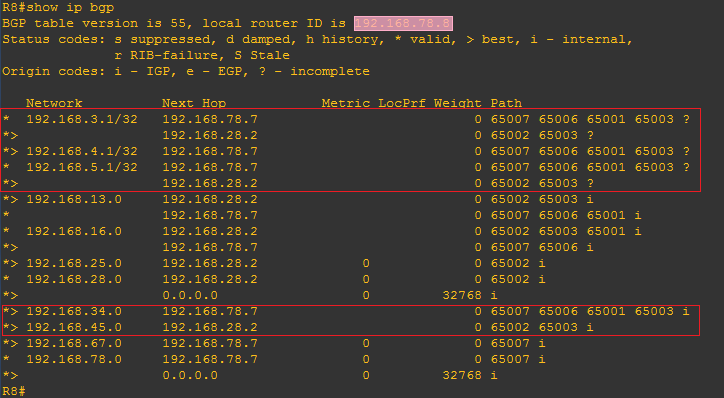 R8#show ip bgp
BGP table version is 55, local router ID is 192.168.78.8
Status codes: s suppressed, d damped, h history, * valid, > best, i - internal,
              r RIB-failure, S Stale
Origin codes: i - IGP, e - EGP, ? - incomplete

   Network          Next Hop            Metric LocPrf Weight Path
*  192.168.3.1/32   192.168.78.7                           0 65007 65006 65001 65003 ?
*>                  192.168.28.2                           0 65002 65003 ?
*> 192.168.4.1/32   192.168.78.7                           0 65007 65006 65001 65003 ?
*  192.168.5.1/32   192.168.78.7                           0 65007 65006 65001 65003 ?
*>                  192.168.28.2                           0 65002 65003 ?
*> 192.168.13.0     192.168.28.2                           0 65002 65003 i
*                   192.168.78.7                           0 65007 65006 65001 i
*  192.168.16.0     192.168.28.2                           0 65002 65003 65001 i
*>                  192.168.78.7                           0 65007 65006 i
*> 192.168.25.0     192.168.28.2             0             0 65002 i
*  192.168.28.0     192.168.28.2             0             0 65002 i
*>                  0.0.0.0                  0         32768 i
*> 192.168.34.0     192.168.78.7                           0 65007 65006 65001 65003 i
*> 192.168.45.0     192.168.28.2                           0 65002 65003 i
*> 192.168.67.0     192.168.78.7             0             0 65007 i
*  192.168.78.0     192.168.78.7             0             0 65007 i
*>                  0.0.0.0                  0         32768 i
R8#